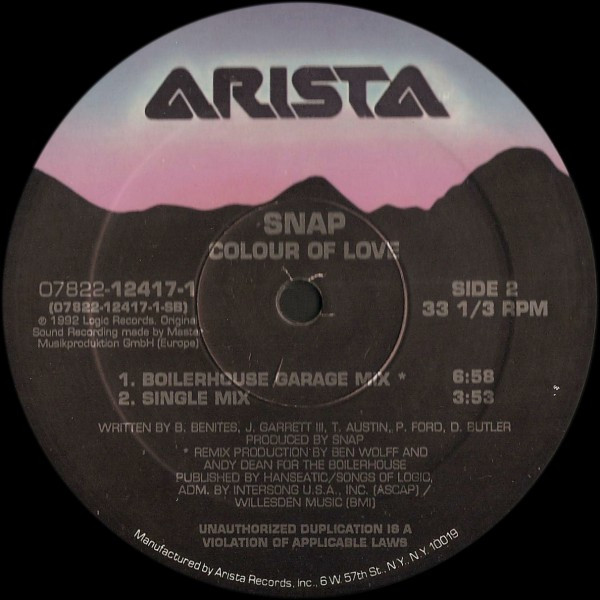 ARISTA
SNAP
COLOUR OF LOVE
07822-12417-1
(07822-12417-1-SB)
℗ 1992 Logic Records. Original
Sound Recording made by Master
Musikproduktion GmbH (Europe)
SIDE 2
33 1/3 RPM
1. BOILERHOUSE GARAGE MIX * 6:58
2. SINGLE MIX 3:53
WRITTEN BY B. BENITES, J. GARRETT III, T. AUSTIN, P. FORD, D. BUTLER
PRODUCED BY SNAP
* REMIX PRODUCTION BY BEN WOLFF AND
ANDY DEAN FOR THE BOILERHOUSE
PUBLISHED BY HANSEATIC/SONGS OF LOGIC,
ADM. BY INTERSONG U.S.A., INC. (ASCAP) /
WILLESDEN MUSIC (BMI)
UNAUTHORIZED DUPLICATION IS A
VIOLATION OF APPLICABLE LAWS
Manufactured by Arista Records, Inc., 6 W. 57th St., N.Y., N.Y. 10019